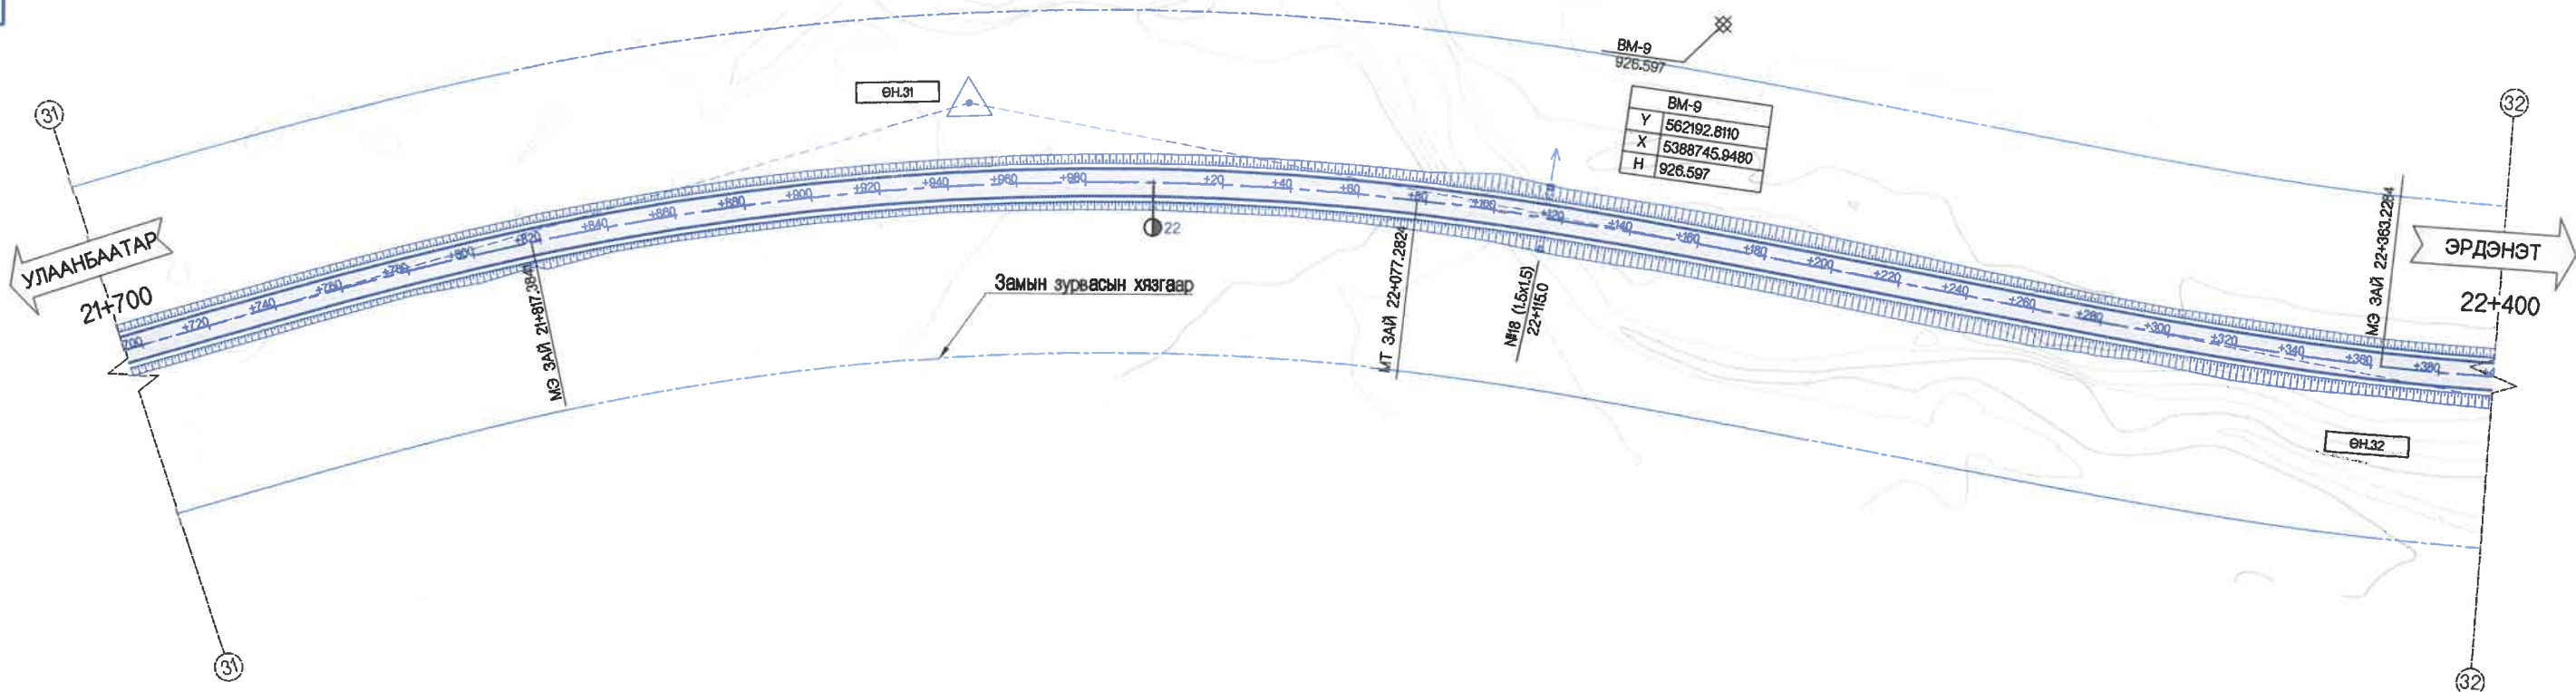 ВМ-9
926.597
ӨН.31
31
32
ВМ-9
Y 562192.8110
X 5388745.9480
H 926.597
УЛААНБААТАР
21+700
ЭРДЭНЭТ
22+400
700 +720 +740 +760 +780 +800 +820 +840 +860 +880 +900 +920 +940 +960 +980
+20 +40 +60 +80 +100 +120 +140 +160 +180 +200 +220 +240 +260 +280 +300 +320 +340 +360 +380
22
МЭ ЗАЙ 21+817.3841
Замын зурвасын хязгаар
МТ ЗАЙ 22+077.2824
№18 (1.5x1.5)
22+115.0
МЭ ЗАЙ 22+363.2284
ӨН.32
31
32